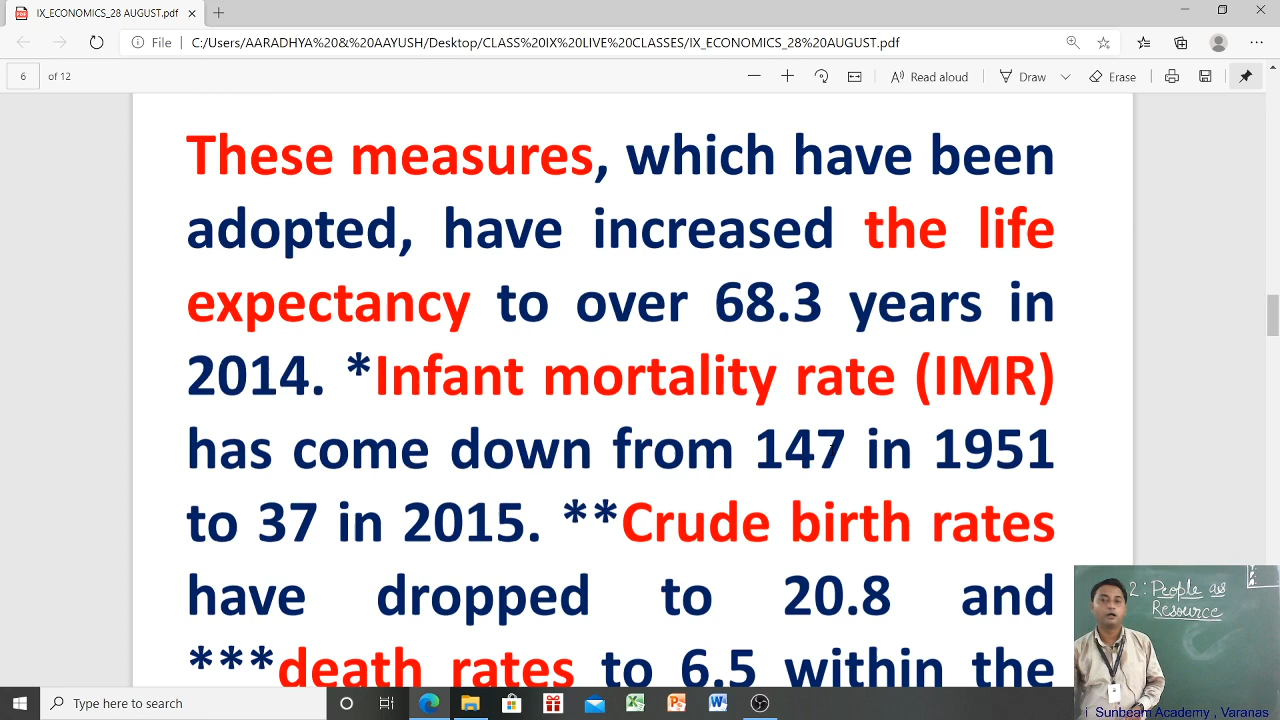 IX_ECONOMICS_28 AUGUST.pdf
File C:/Users/AARADHYA%20&%20AAYUSH/Desktop/CLASS%20IX%20LIVE%20CLASSES/IX_ECONOMICS_28%20AUGUST.pdf
6 of 12 Read aloud Draw Erase
These measures, which have been
adopted, have increased the life
expectancy to over 68.3 years in
2014. *Infant mortality rate (IMR)
has come down from 147 in 1951
to 37 in 2015. **Crude birth rates
have dropped to 20.8 and
***death rates to 6.5 within the
2: People as
Resource
Type here to search
i Sunbeam Academy , Varanas